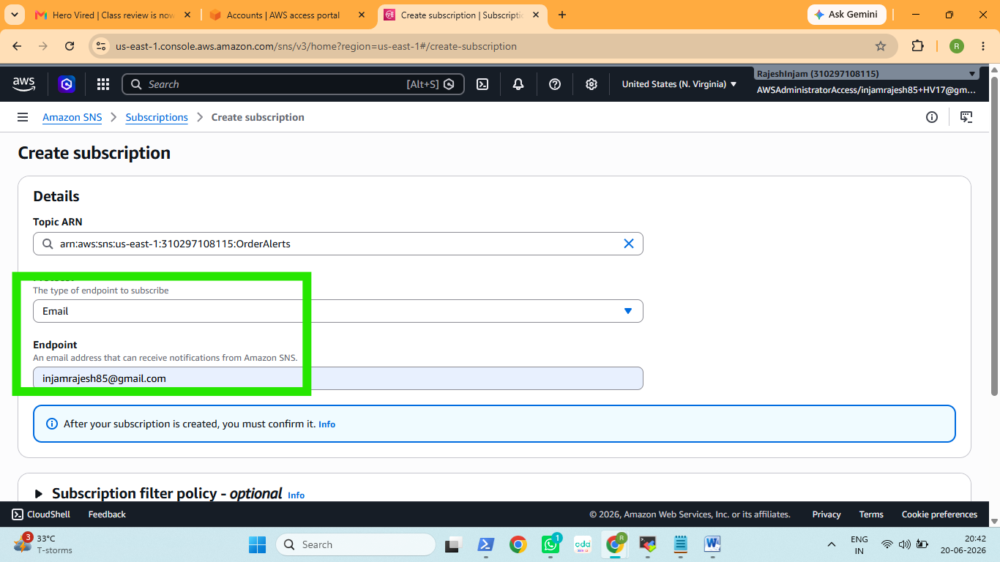 Hero Vired | Class review is now
Accounts | AWS access portal
Create subscription | Subscriptio
Ask Gemini
us-east-1.console.aws.amazon.com/sns/v3/home?region=us-east-1#/create-subscription
R
aws
Search
[Alt+S]
United States (N. Virginia)
RajeshInjam (310297108115)
AWSAdministratorAccess/injamrajesh85+HV17@gm...
Amazon SNS
Subscriptions
Create subscription
Create subscription
Details
Topic ARN
arn:aws:sns:us-east-1:310297108115:OrderAlerts
The type of endpoint to subscribe
Email
Endpoint
An email address that can receive notifications from Amazon SNS.
injamrajesh85@gmail.com
After your subscription is created, you must confirm it. Info
Subscription filter policy - optional Info
CloudShell
Feedback
© 2026, Amazon Web Services, Inc. or its affiliates.
Privacy
Terms
Cookie preferences
3
33°C
T-storms
Search
1
R
ENG
IN
20:42
20-06-2026